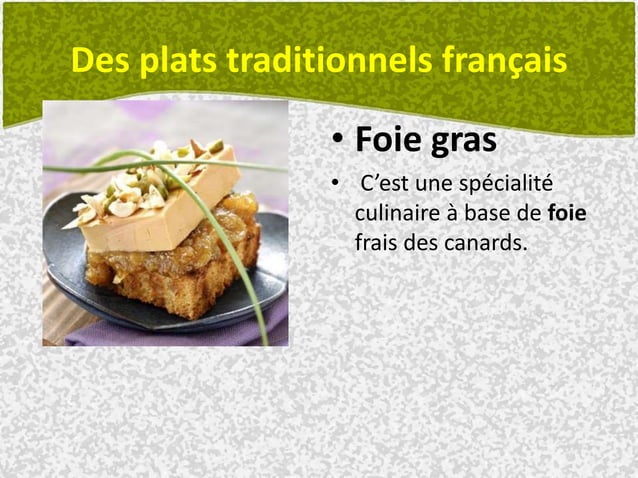 Des plats traditionnels français
• Foie gras
• C’est une spécialité
culinaire à base de foie
frais des canards.